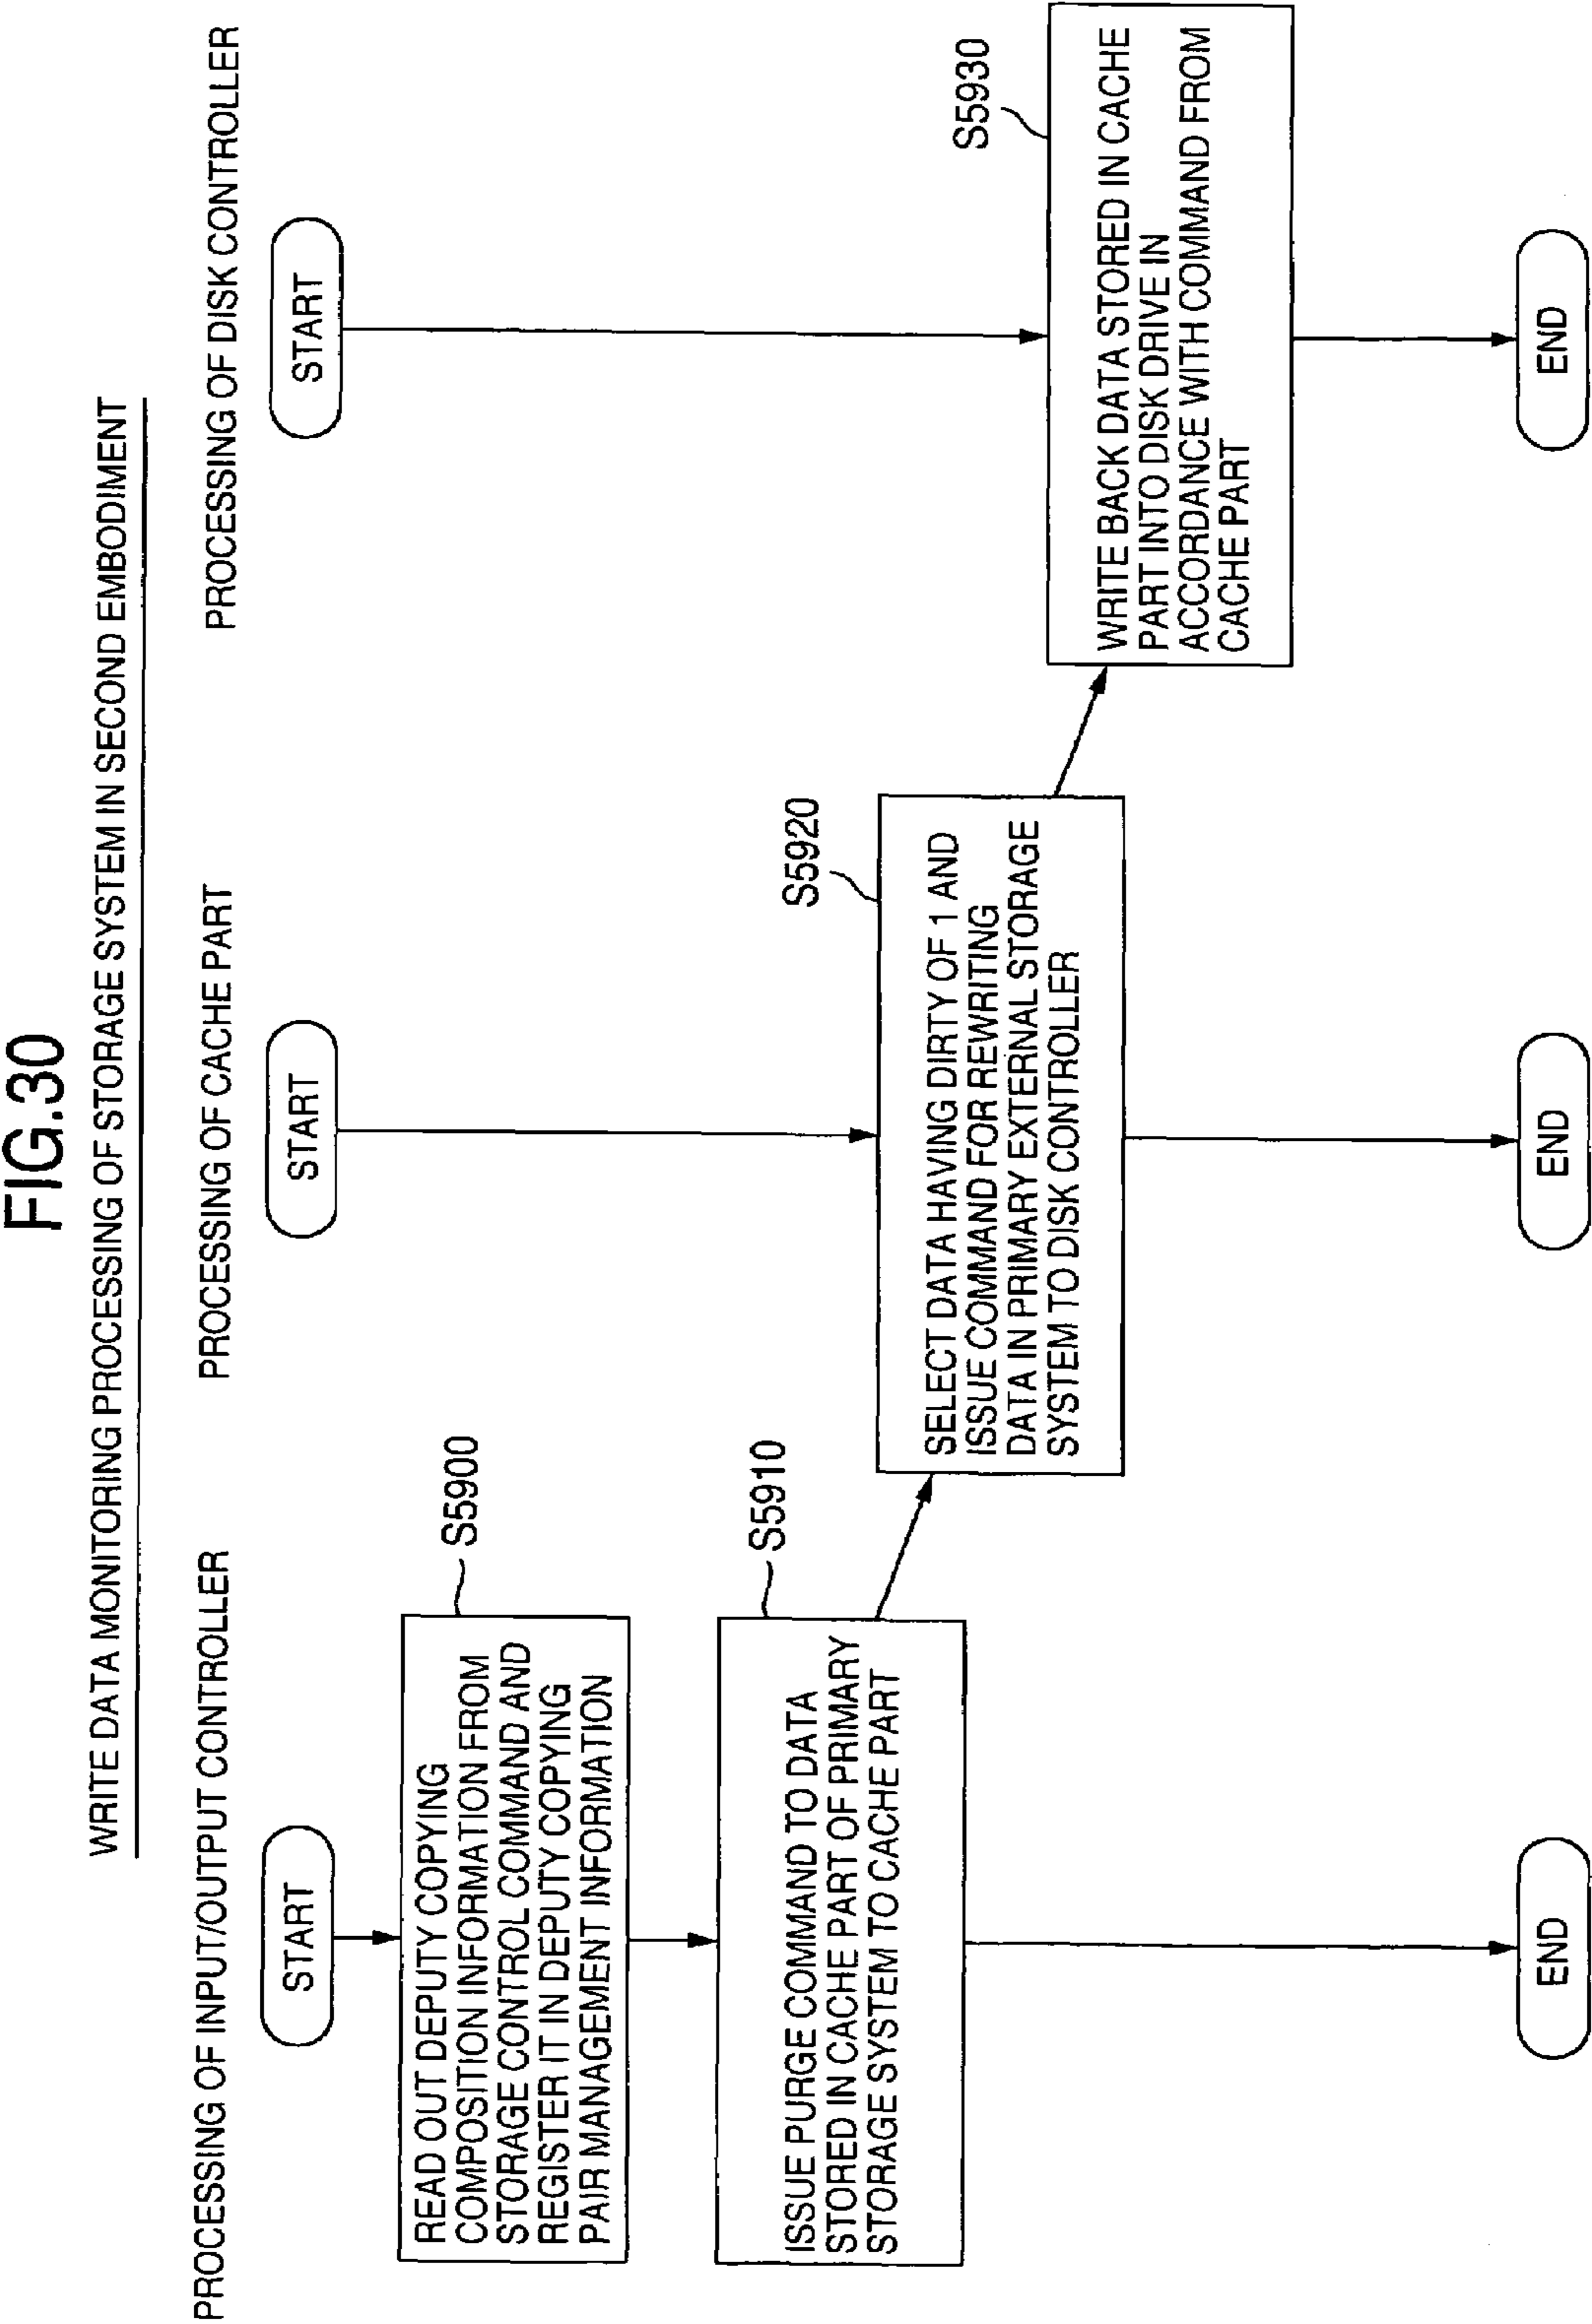 FIG.30
WRITE DATA MONITORING PROCESSING OF STORAGE SYSTEM IN SECOND EMBODIMENT
PROCESSING OF INPUT/OUTPUT CONTROLLER
START
S5900
READ OUT DEPUTY COPYING
COMPOSITION INFORMATION FROM
STORAGE CONTROL COMMAND AND
REGISTER IT IN DEPUTY COPYING
PAIR MANAGEMENT INFORMATION
S5910
ISSUE PURGE COMMAND TO DATA
STORED IN CACHE PART OF PRIMARY
STORAGE SYSTEM TO CACHE PART
END
PROCESSING OF CACHE PART
START
S5920
SELECT DATA HAVING DIRTY OF 1 AND
ISSUE COMMAND FOR REWRITING
DATA IN PRIMARY EXTERNAL STORAGE
SYSTEM TO DISK CONTROLLER
END
PROCESSING OF DISK CONTROLLER
START
S5930
WRITE BACK DATA STORED IN CACHE
PART INTO DISK DRIVE IN
ACCORDANCE WITH COMMAND FROM
CACHE PART
END